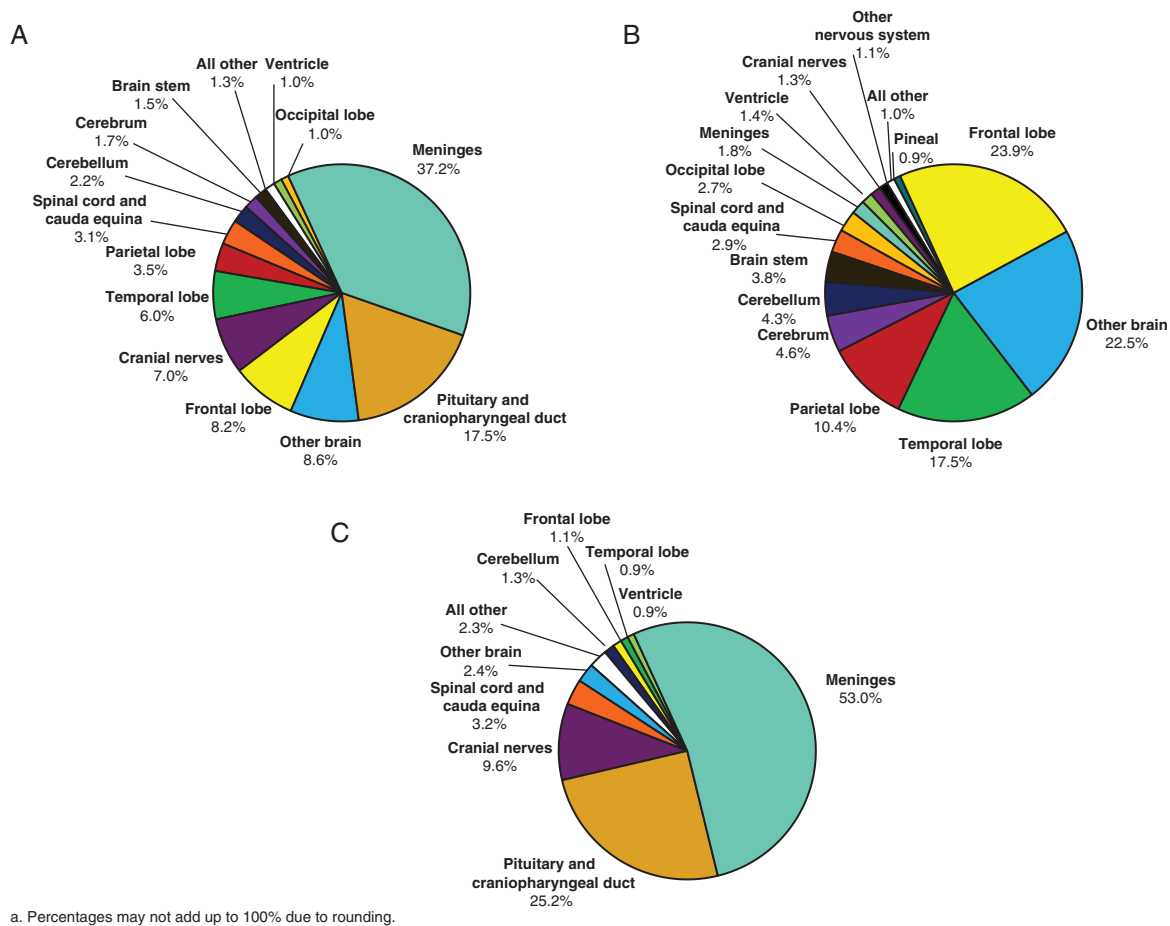 A
Ventricle
1.0%
All other
1.3%
Brain stem
1.5%
Occipital lobe
1.0%
Cerebrum
1.7%
Cerebellum
2.2%
Spinal cord and
cauda equina
3.1%
Parietal lobe
3.5%
Temporal lobe
6.0%
Cranial nerves
7.0%
Frontal lobe
8.2%
Other brain
8.6%
Pituitary and
craniopharyngeal duct
17.5%
Meninges
37.2%
B
Other
nervous system
1.1%
Cranial nerves
1.3%
All other
1.0%
Ventricle
1.4%
Pineal
0.9%
Meninges
1.8%
Occipital lobe
2.7%
Spinal cord and
cauda equina
2.9%
Brain stem
3.8%
Cerebellum
4.3%
Cerebrum
4.6%
Parietal lobe
10.4%
Temporal lobe
17.5%
Other brain
22.5%
Frontal lobe
23.9%
C
Frontal lobe
1.1%
Temporal lobe
0.9%
Cerebellum
1.3%
Ventricle
0.9%
All other
2.3%
Other brain
2.4%
Spinal cord and
cauda equina
3.2%
Cranial nerves
9.6%
Pituitary and
craniopharyngeal duct
25.2%
Meninges
53.0%
a. Percentages may not add up to 100% due to rounding.